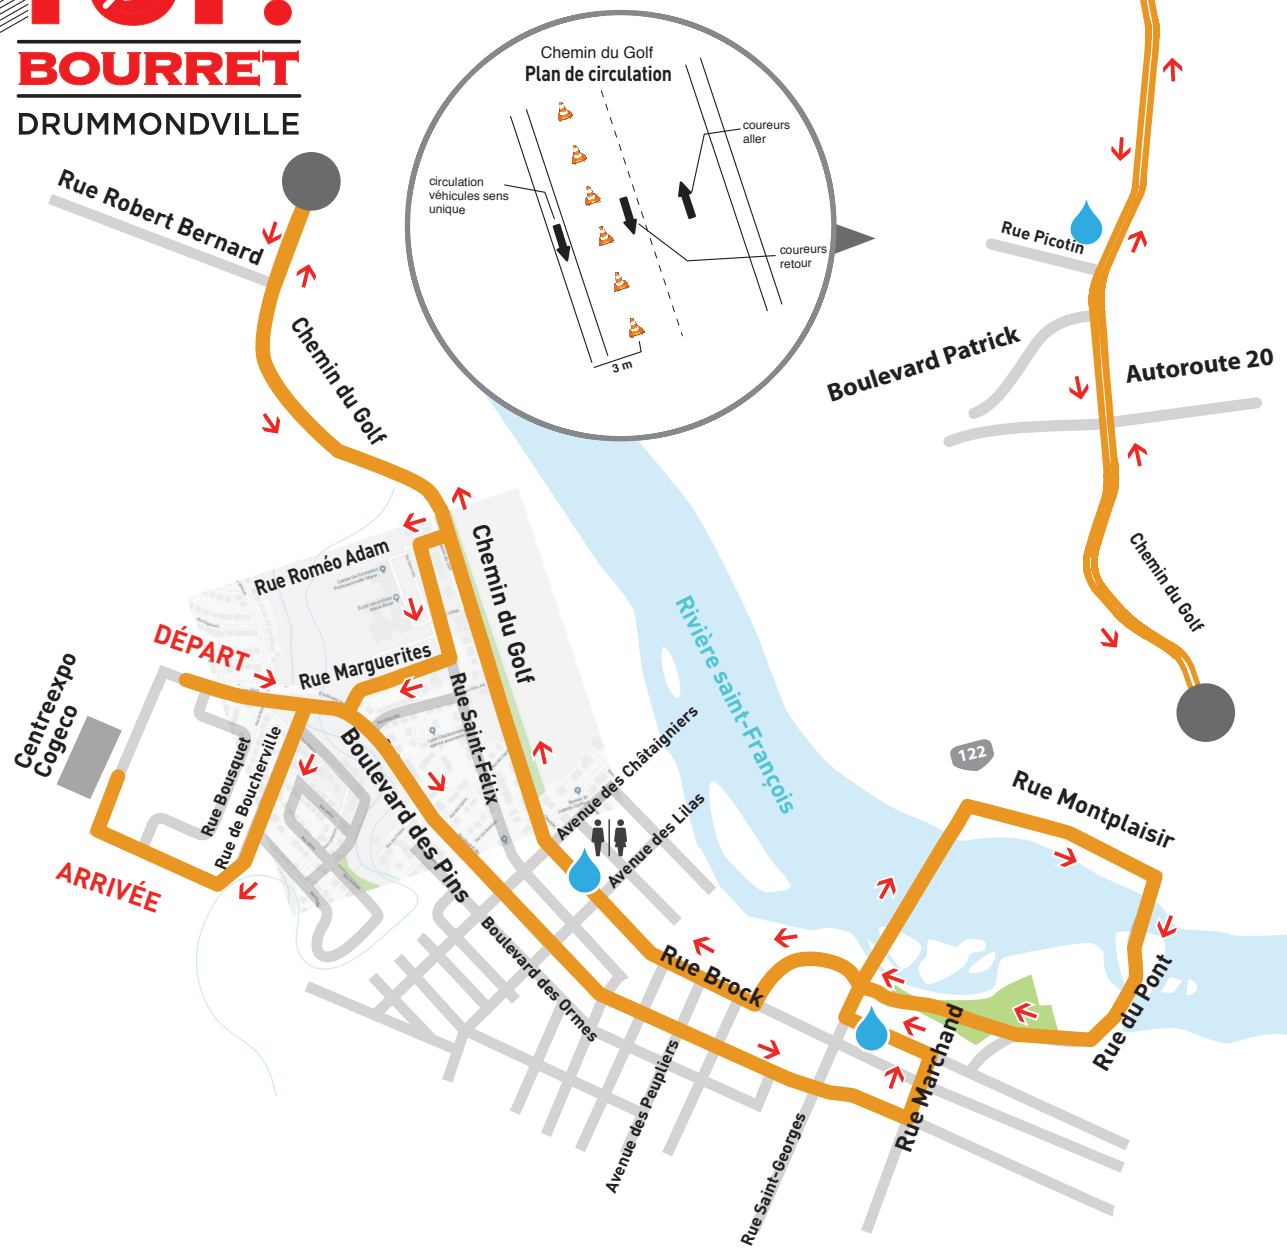 BOURRET
DRUMMONDVILLE
Chemin du Golf
Plan de circulation
coureurs
aller
circulation
véhicules sens
unique
coureurs
retour
3 m
Rue Robert Bernard
Chemin du Golf
Rue Picotin
Boulevard Patrick
Autoroute 20
Chemin du Golf
Rue Roméo Adam
Chemin du Golf
DÉPART
Rue Marguerites
Rue Saint-Félix
Centreexpo
Cogeco
Rue Bousquet
Rue de Boucherville
Boulevard des Pins
ARRIVÉE
Avenue des Châtaigniers
Avenue des Lilas
Rivière saint-François
122
Rue Montplaisir
Boulevard des Ormes
Rue Brock
Rue du Pont
Rue Marchand
Avenue des Peupliers
Rue Saint-Georges